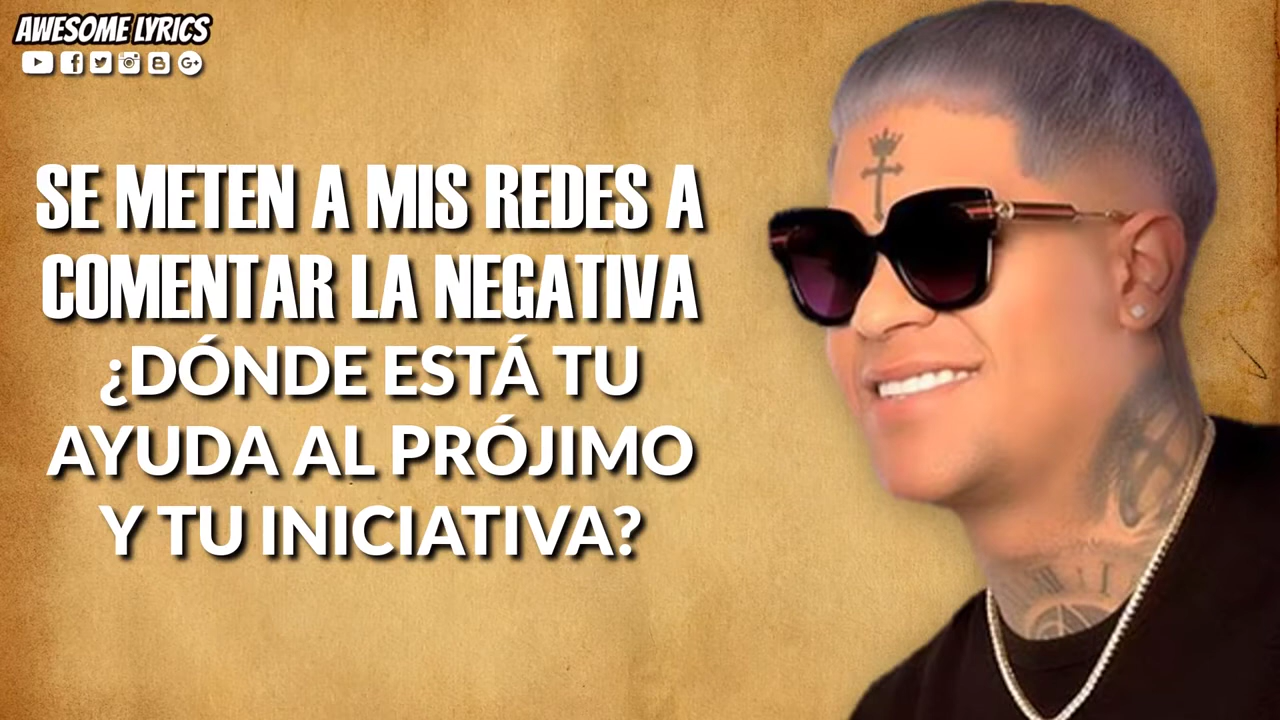 AWESOME LYRICS
SE METEN A MIS REDES A
COMENTAR LA NEGATIVA
¿DÓNDE ESTÁ TU
AYUDA AL PRÓJIMO
Y TU INICIATIVA?